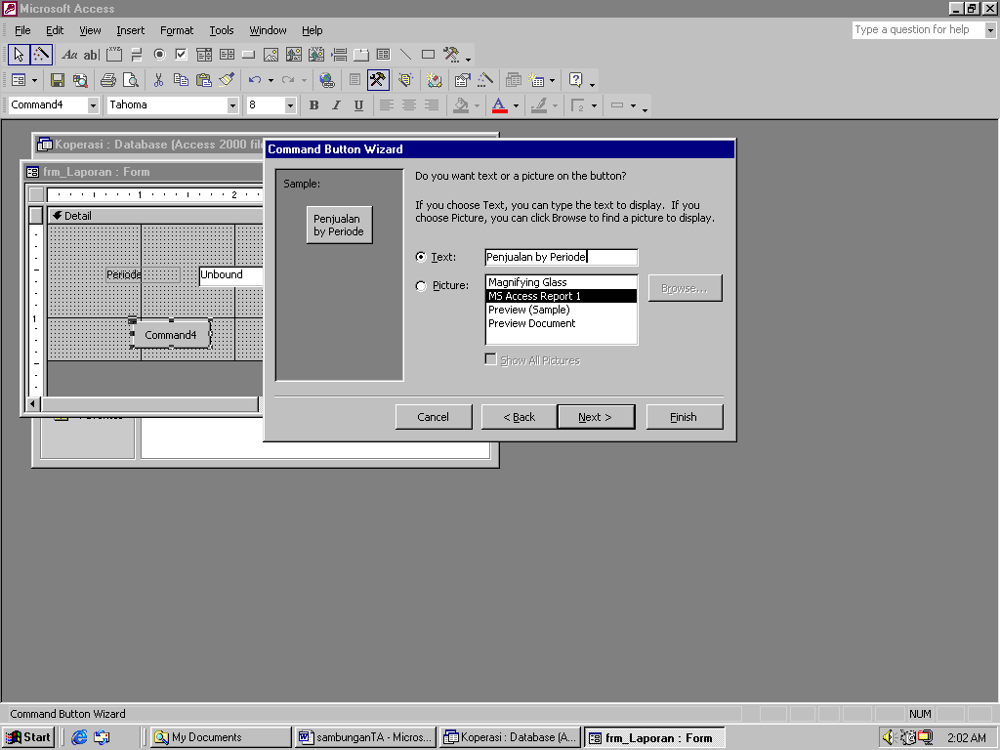 Microsoft Access
File Edit View Insert Format Tools Window Help
Type a question for help
Aa ab|
Command4 Tahoma 8 B I U
Koperasi : Database (Access 2000 fil
frm_Laporan : Form
1 2
Detail
Periode Unbound
1
Command4
Command Button Wizard
Sample:
Penjualan
by Periode
Do you want text or a picture on the button?
If you choose Text, you can type the text to display. If you
choose Picture, you can click Browse to find a picture to display.
Text: Penjualan by Periode
Picture:
Magnifying Glass
MS Access Report 1
Preview (Sample)
Preview Document
Browse...
Show All Pictures
Cancel < Back Next > Finish
Command Button Wizard NUM
Start My Documents sambunganTA - Micros... Koperasi : Database (A... frm_Laporan : Form 2:02 AM